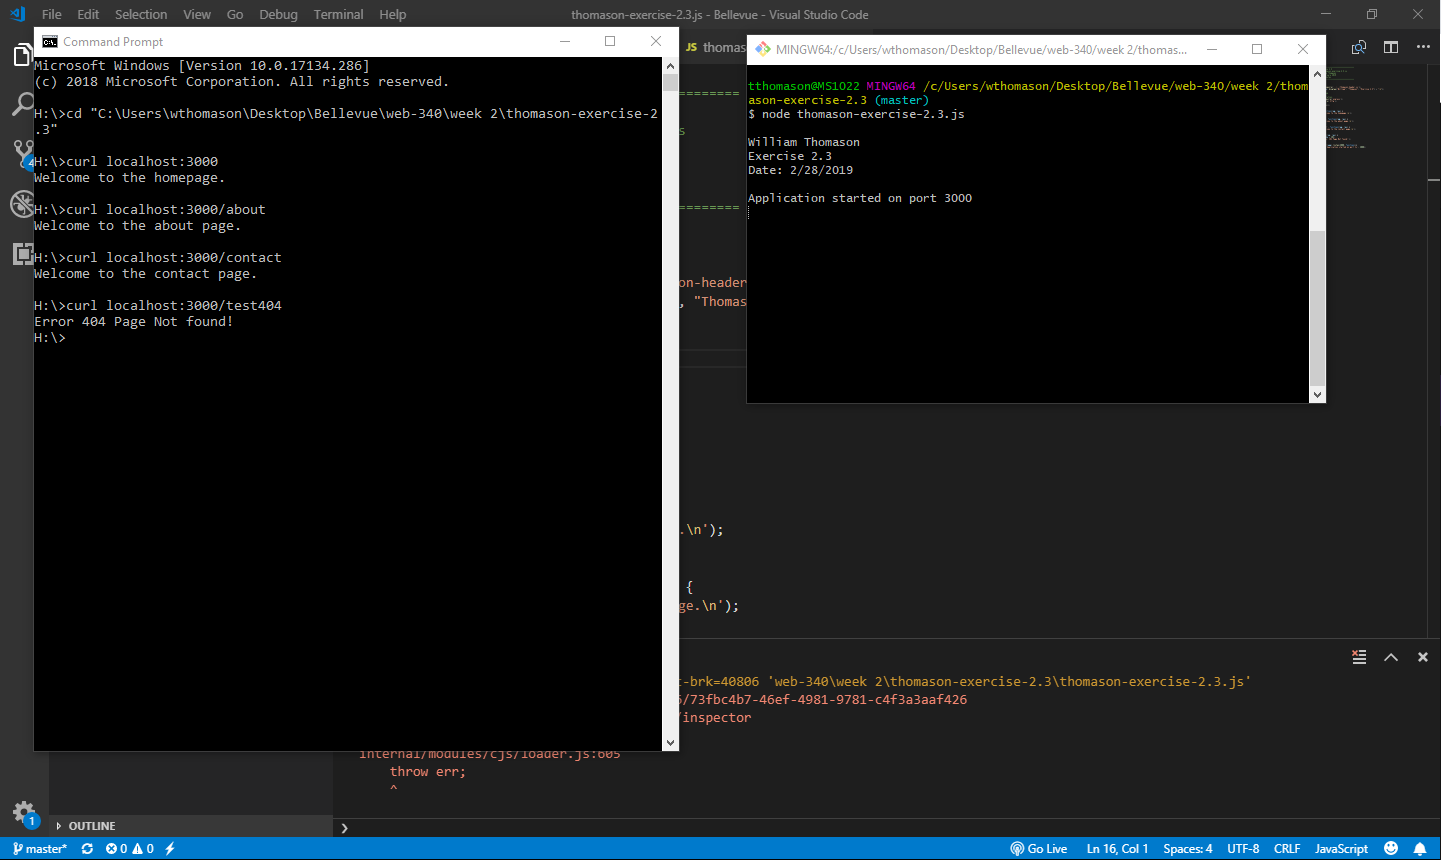 File Edit Selection View Go Debug Terminal Help
thomason-exercise-2.3.js - Bellevue - Visual Studio Code
Command Prompt
Microsoft Windows [Version 10.0.17134.286]
(c) 2018 Microsoft Corporation. All rights reserved.
H:\>cd "C:\Users\wthomason\Desktop\Bellevue\web-340\week 2\thomason-exercise-2
.3"
H:\>curl localhost:3000
Welcome to the homepage.
H:\>curl localhost:3000/about
Welcome to the about page.
H:\>curl localhost:3000/contact
Welcome to the contact page.
H:\>curl localhost:3000/test404
Error 404 Page Not found!
H:\>
JS thomas
MINGW64:/c/Users/wthomason/Desktop/Bellevue/web-340/week 2/thomas...
tthomason@MS1022 MINGW64 /c/Users/wthomason/Desktop/Bellevue/web-340/week 2/thom
ason-exercise-2.3 (master)
$ node thomason-exercise-2.3.js
William Thomason
Exercise 2.3
Date: 2/28/2019
Application started on port 3000
========
s
========
on-header
, "Thomas
.\n');
{
ge.\n');
t-brk=40806 'web-340\week 2\thomason-exercise-2.3\thomason-exercise-2.3.js'
/73fbc4b7-46ef-4981-9781-c4f3a3aaf426
/inspector
internal/modules/cjs/loader.js:605
throw err;
^
4
1
OUTLINE
master* 0 0
Go Live Ln 16, Col 1 Spaces: 4 UTF-8 CRLF JavaScript